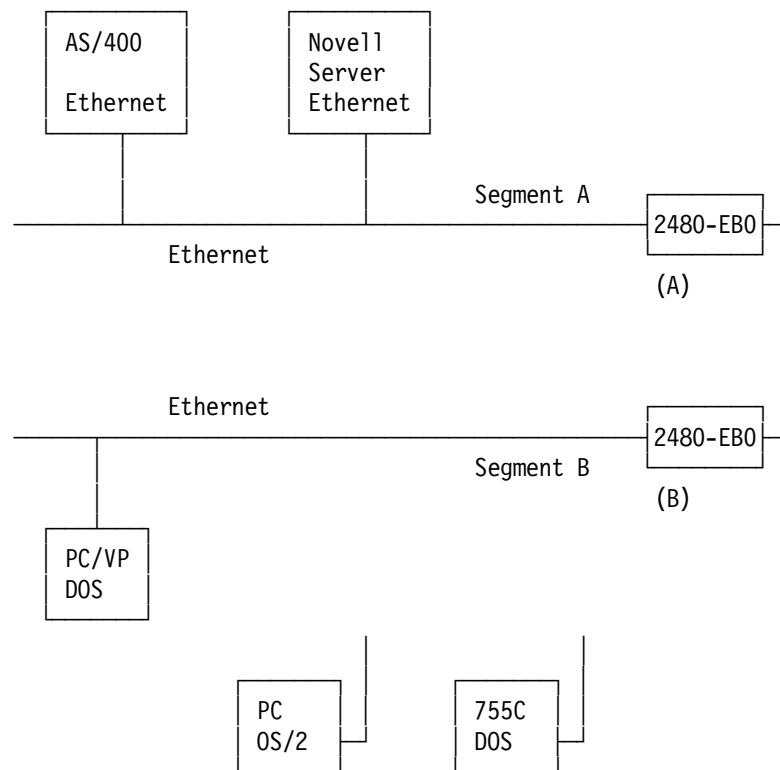 AS/400
Ethernet
Novell
Server
Ethernet
Segment A
2480-EB0
Ethernet
(A)
Ethernet
2480-EB0
Segment B
(B)
PC/VP
DOS
PC
OS/2
755C
DOS